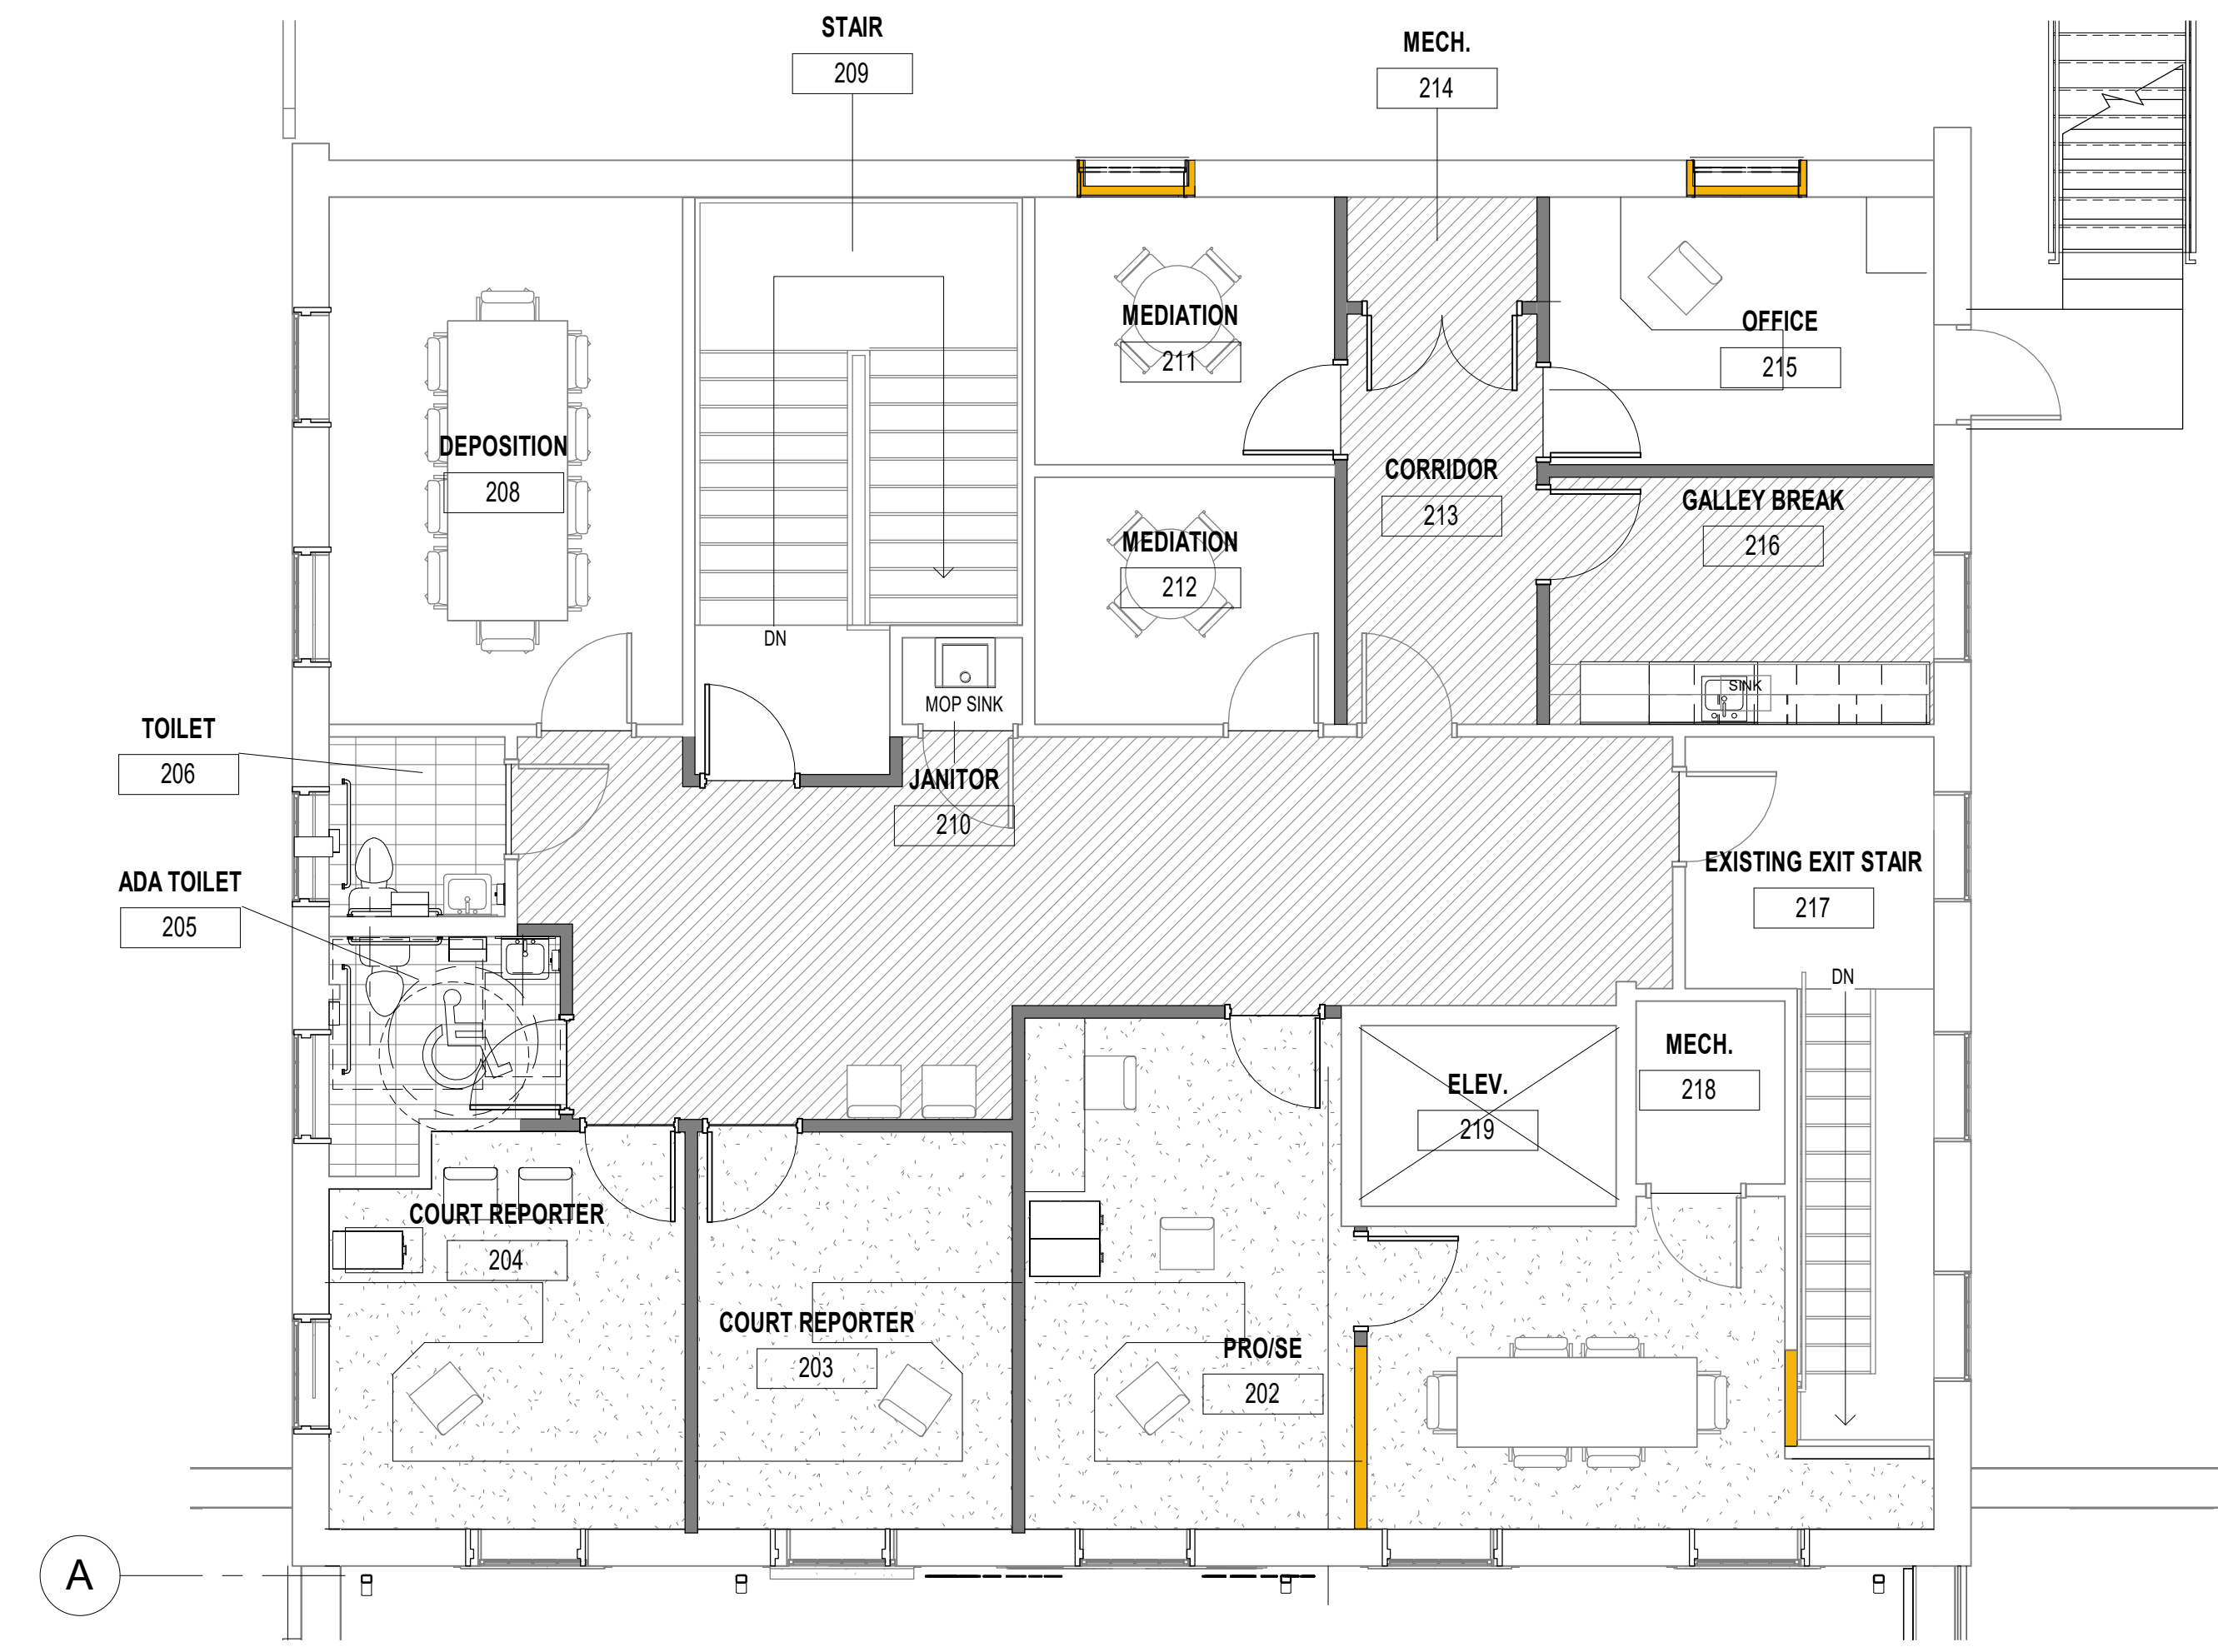 STAIR
209
MECH.
214
MEDIATION
211
OFFICE
215
DEPOSITION
208
CORRIDOR
213
GALLEY BREAK
216
MEDIATION
212
DN
MOP SINK
SINK
TOILET
206
JANITOR
210
ADA TOILET
205
EXISTING EXIT STAIR
217
DN
MECH.
218
ELEV.
219
COURT REPORTER
204
COURT REPORTER
203
PRO/SE
202
A